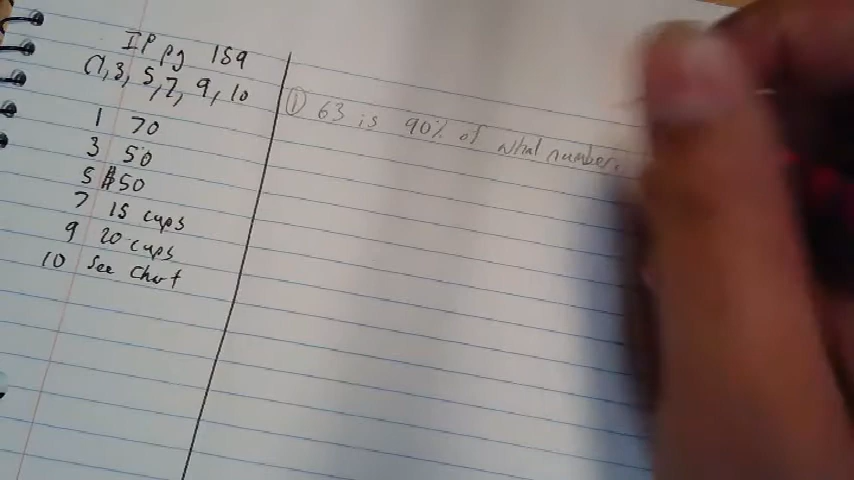 IP pg 159
(1, 3, 5, 7, 9, 10
1 70
3 50
5 $50
7 15 cups
9 20 cups
10 See Chart
① 63 is 90% of what number.